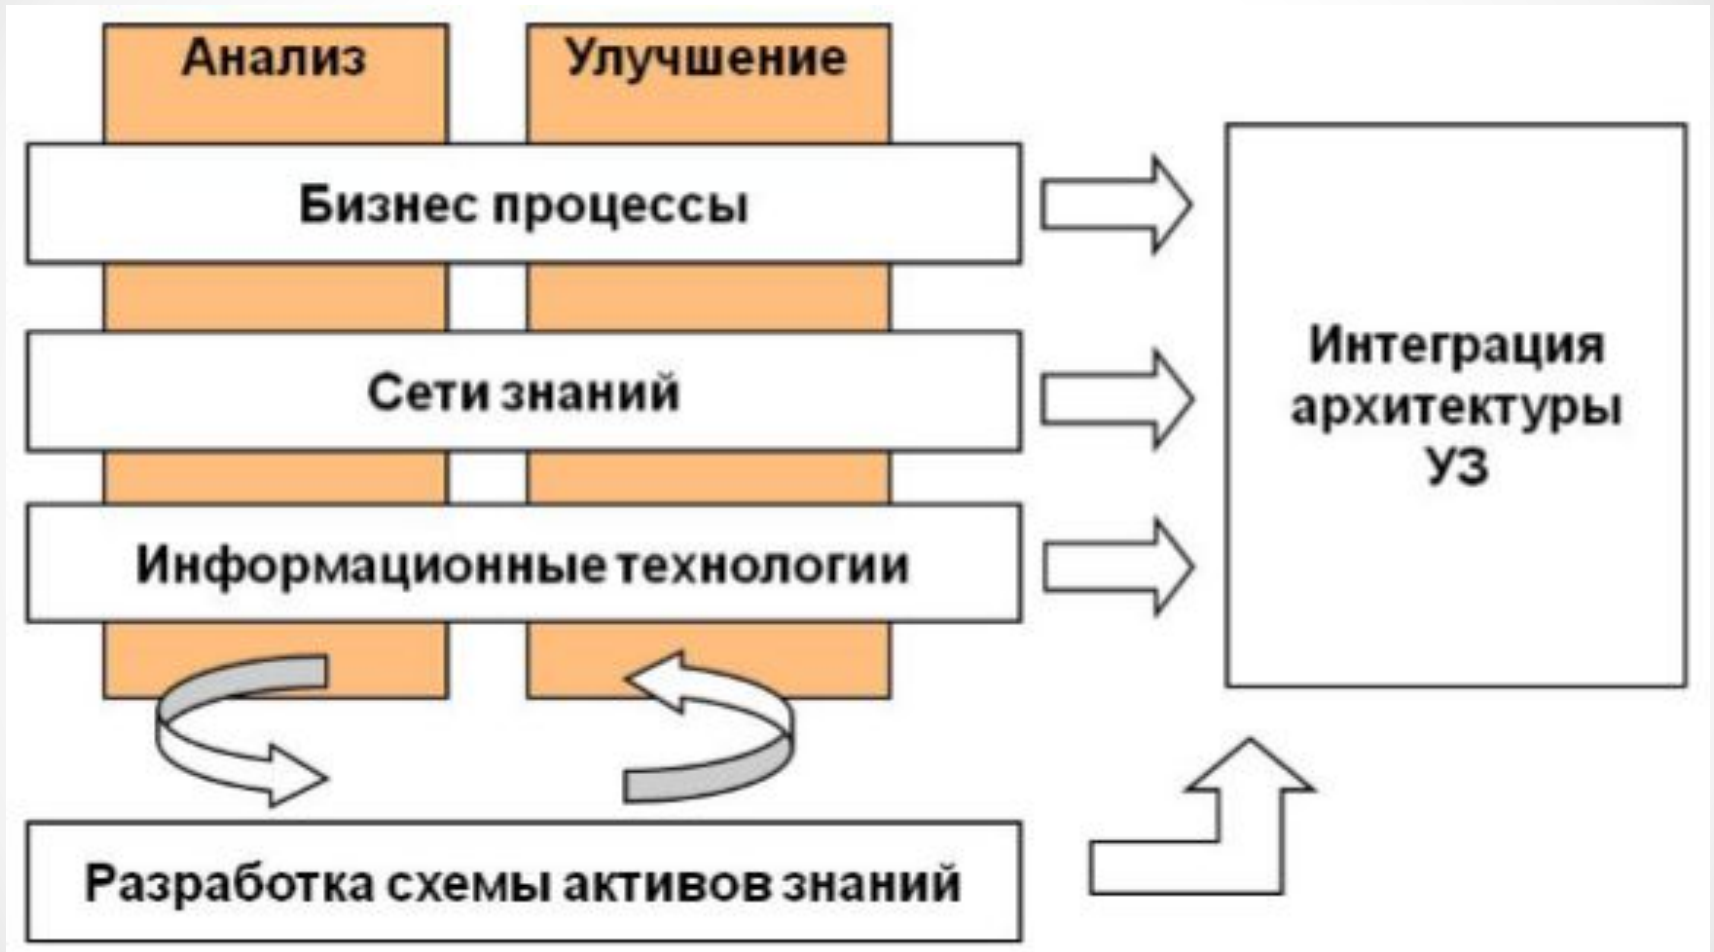 Анализ
Улучшение
Бизнес процессы
Сети знаний
Информационные технологии
Разработка схемы активов знаний
Интеграция
архитектуры
УЗ